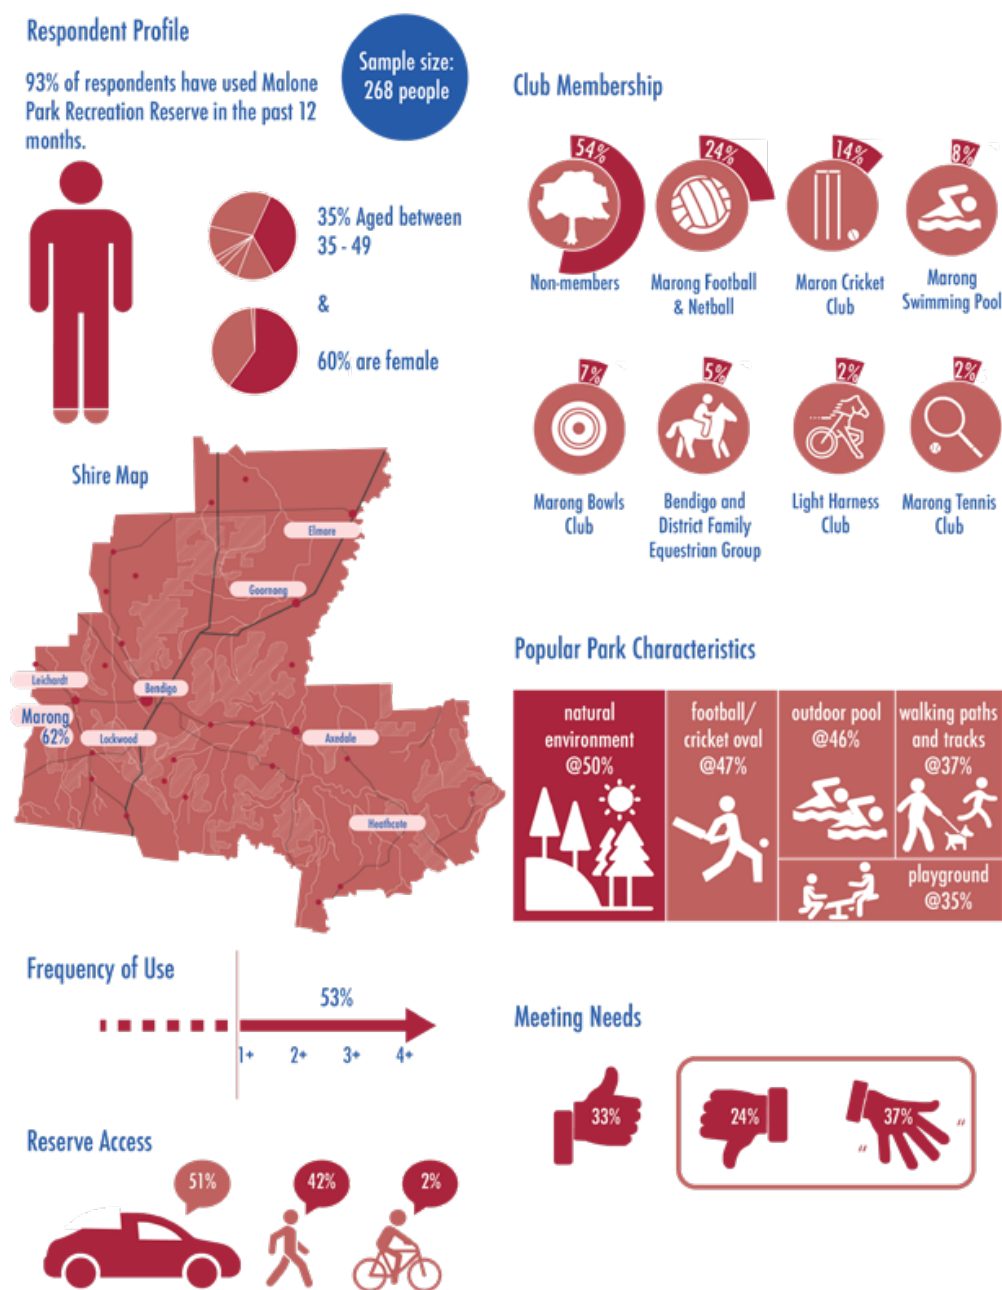 Respondent Profile
93% of respondents have used Malone
Park Recreation Reserve in the past 12
months.
Sample size:
268 people
35% Aged between
35 - 49
&
60% are female
Club Membership
54%
24%
14%
8%
Non-members
Marong Football
& Netball
Maron Cricket
Club
Marong
Swimming Pool
7%
5%
2%
2%
Marong Bowls
Club
Bendigo and
District Family
Equestrian Group
Light Harness
Club
Marong Tennis
Club
Shire Map
Elmore
Goornong
Leichardt
Bendigo
Marong
62%
Lockwood
Axedale
Heathcote
Popular Park Characteristics
natural
environment
@50%
football/
cricket oval
@47%
outdoor pool
@46%
walking paths
and tracks
@37%
playground
@35%
Frequency of Use
53%
1+
2+
3+
4+
Meeting Needs
33%
24%
37%
Reserve Access
51%
42%
2%